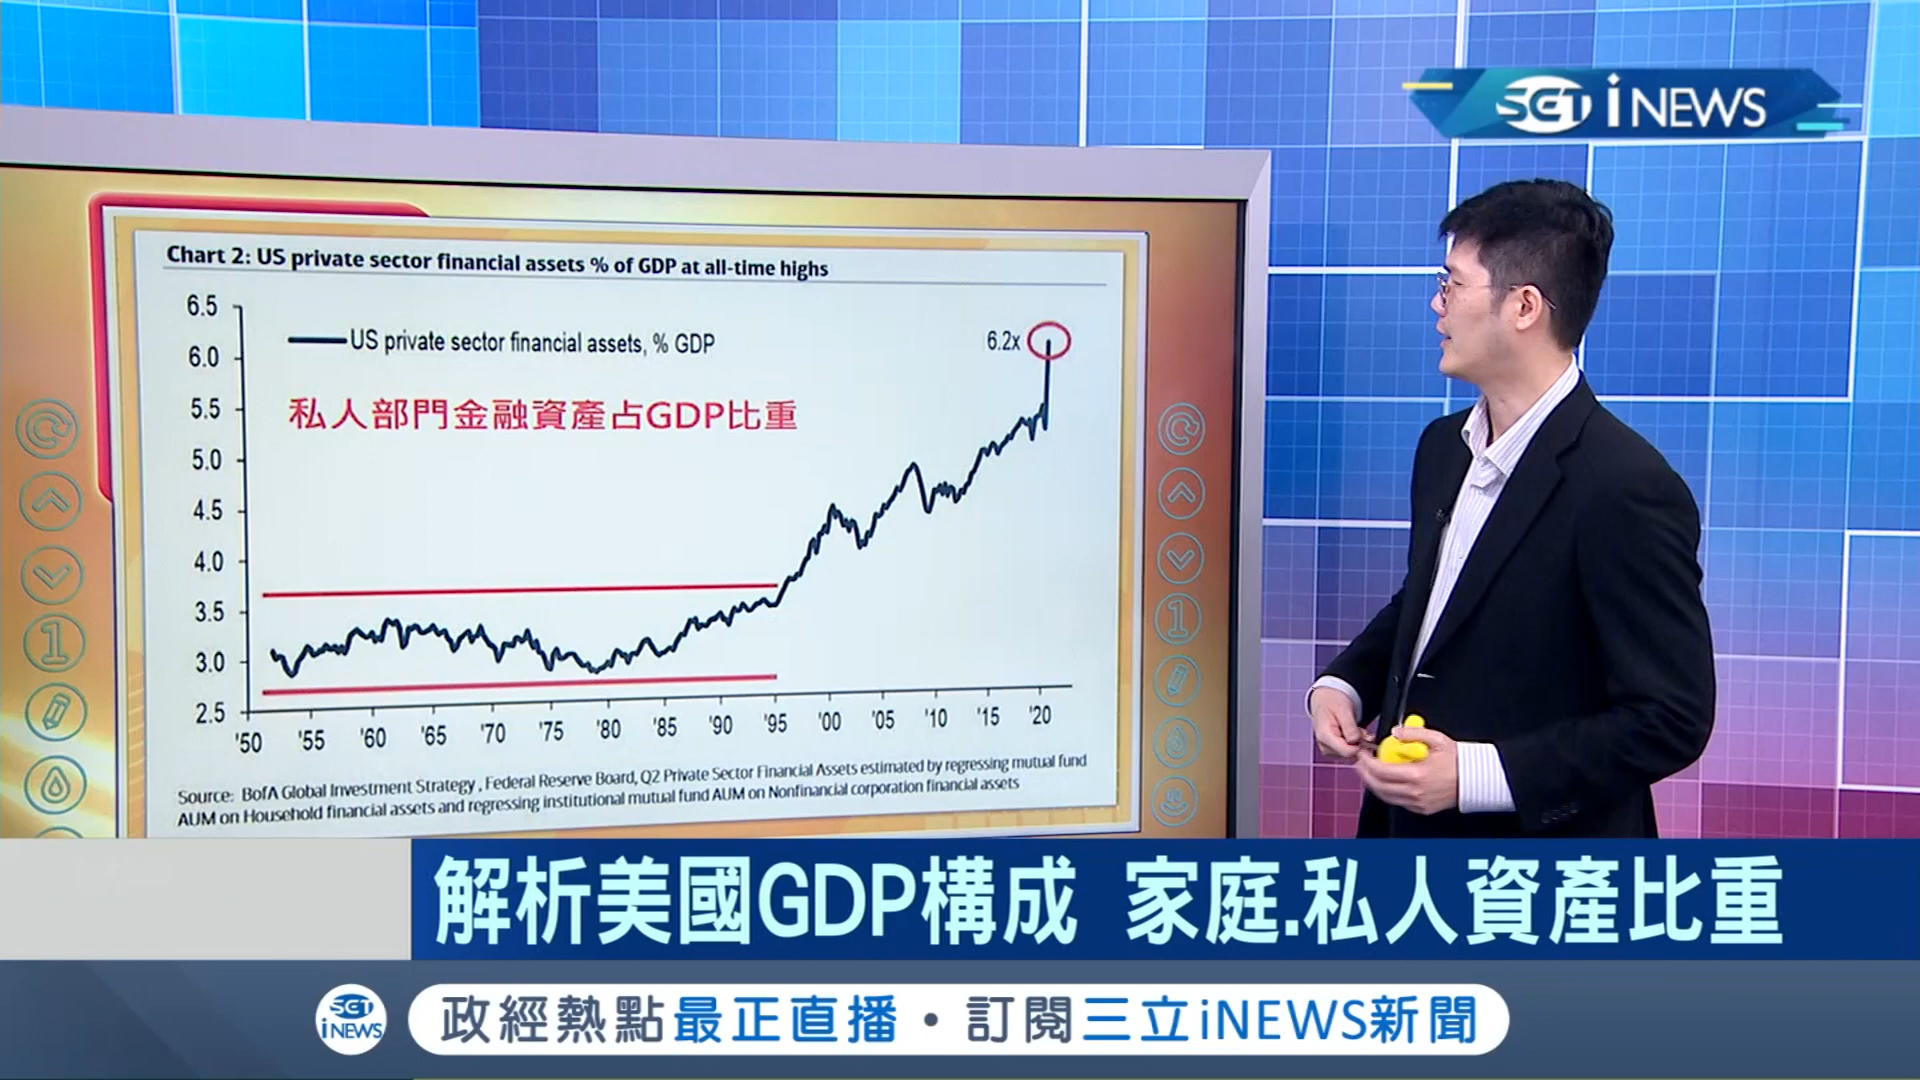 SET iNEWS
Chart 2: US private sector financial assets % of GDP at all-time highs
6.5
6.0
5.5
5.0
4.5
4.0
3.5
3.0
2.5
US private sector financial assets, % GDP
6.2x
私人部門金融資產占GDP比重
'50 '55 '60 '65 '70 '75 '80 '85 '90 '95 '00 '05 '10 '15 '20
Source: BofA Global Investment Strategy, Federal Reserve Board, Q2 Private Sector Financial Assets estimated by regressing mutual fund
AUM on Household financial assets and regressing institutional mutual fund AUM on Nonfinancial corporation financial assets
1
1
解析美國GDP構成 家庭.私人資產比重
SET iNEWS
政經熱點最正直播・訂閱三立iNEWS新聞